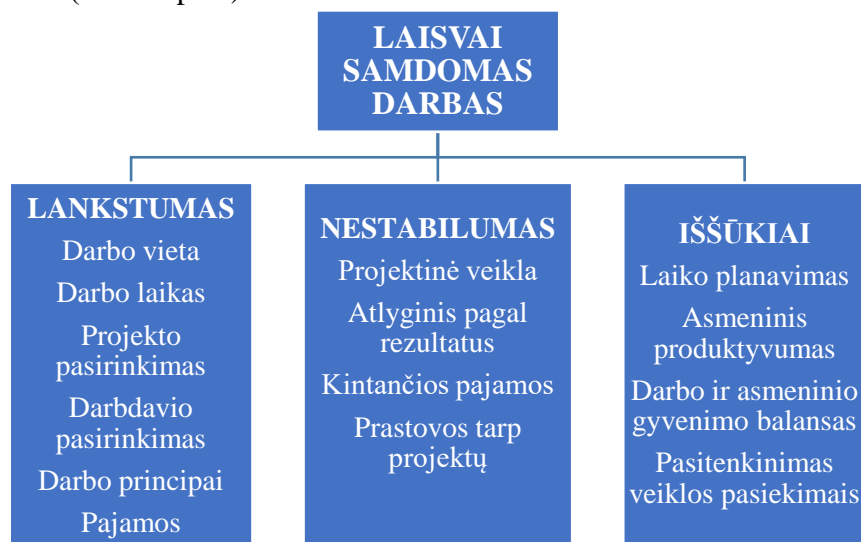 LAISVAI
SAMDOMAS
DARBAS
LANKSTUMAS
Darbo vieta
Darbo laikas
Projekto
pasirinkimas
Darbdavio
pasirinkimas
Darbo principai
Pajamos
NESTABILUMAS
Projektinė veikla
Atlyginis pagal
rezultatus
Kintančios pajamos
Prastovos tarp
projektų
IŠŠŪKIAI
Laiko planavimas
Asmeninis
produktyvumas
Darbo ir asmeninio
gyvenimo balansas
Pasitenkinimas
veiklos pasiekimais